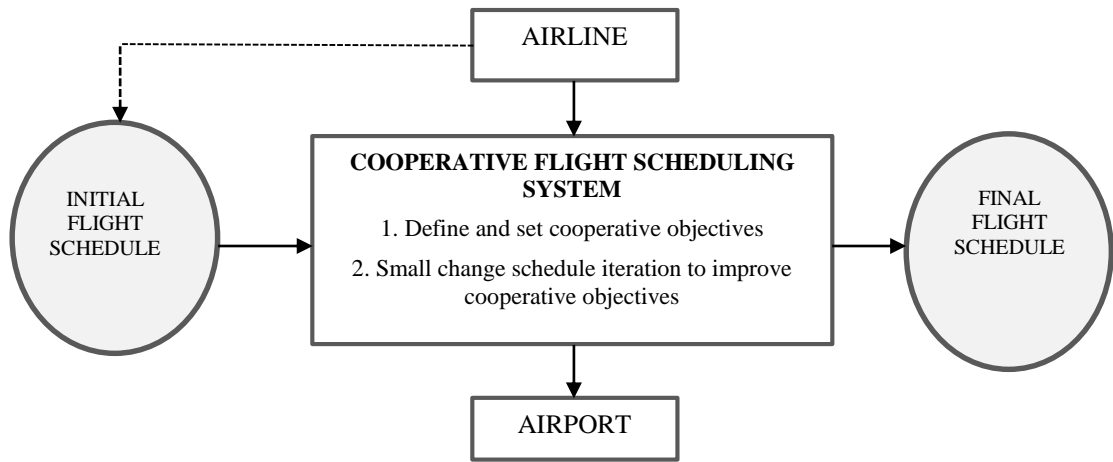 AIRLINE
INITIAL
FLIGHT
SCHEDULE
COOPERATIVE FLIGHT SCHEDULING
SYSTEM
1. Define and set cooperative objectives
2. Small change schedule iteration to improve
cooperative objectives
FINAL
FLIGHT
SCHEDULE
AIRPORT